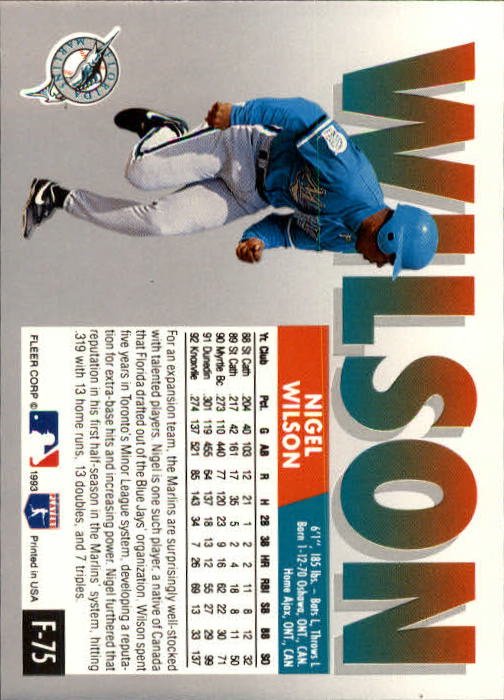 WILSON
NIGEL
WILSON
6'1", 185 lbs. – Bats L, Throws L
Born 1-12-70 Oshawa, ONT., CAN.
Home Ajax, ONT., CAN
Yr. Club Pct. G AB R H 2B 3B HR RBI SB BB SO
88 St Cath .204 40 103 12 21 1 2 2 11 8 12 32
89 St Cath .217 42 161 17 35 5 2 4 18 8 11 50
90 Myrtle Bc .273 110 440 77 120 23 9 16 62 22 30 71
91 Dunedin .301 119 455 64 137 18 13 12 55 27 29 99
92 Knoxville .274 137 521 85 143 34 7 26 69 13 33 137
For an expansion team, the Marlins are surprisingly well-stocked
with talented players. Nigel is one such player, a native of Canada
that Florida drafted out of the Blue Jays' organization. Wilson spent
five years in Toronto's Minor League system, developing a reputa-
tion for extra-base hits and increasing power. Nigel furthered that
reputation in his first half-season in the Marlins' system, hitting
.319 with 13 home runs, 13 doubles, and 7 triples.
FLEER CORP © 1993 Printed in USA
F-75
FLORIDA
MARLINS